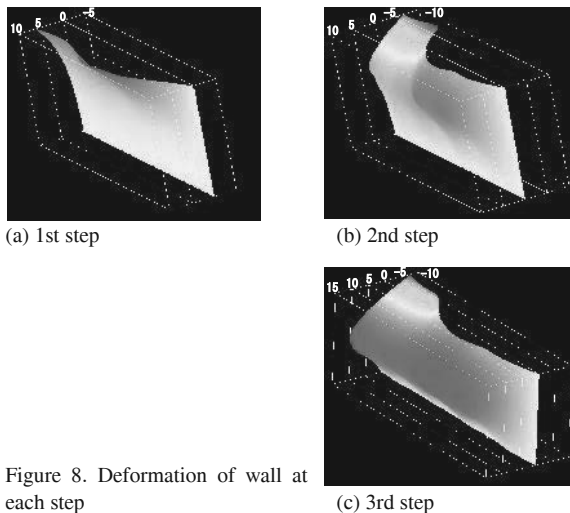 10 5 0 -5
(a) 1st step
10 5 0 -5 -10
(b) 2nd step
15 10 5 0 -5 -10
(c) 3rd step
Figure 8. Deformation of wall at
each step